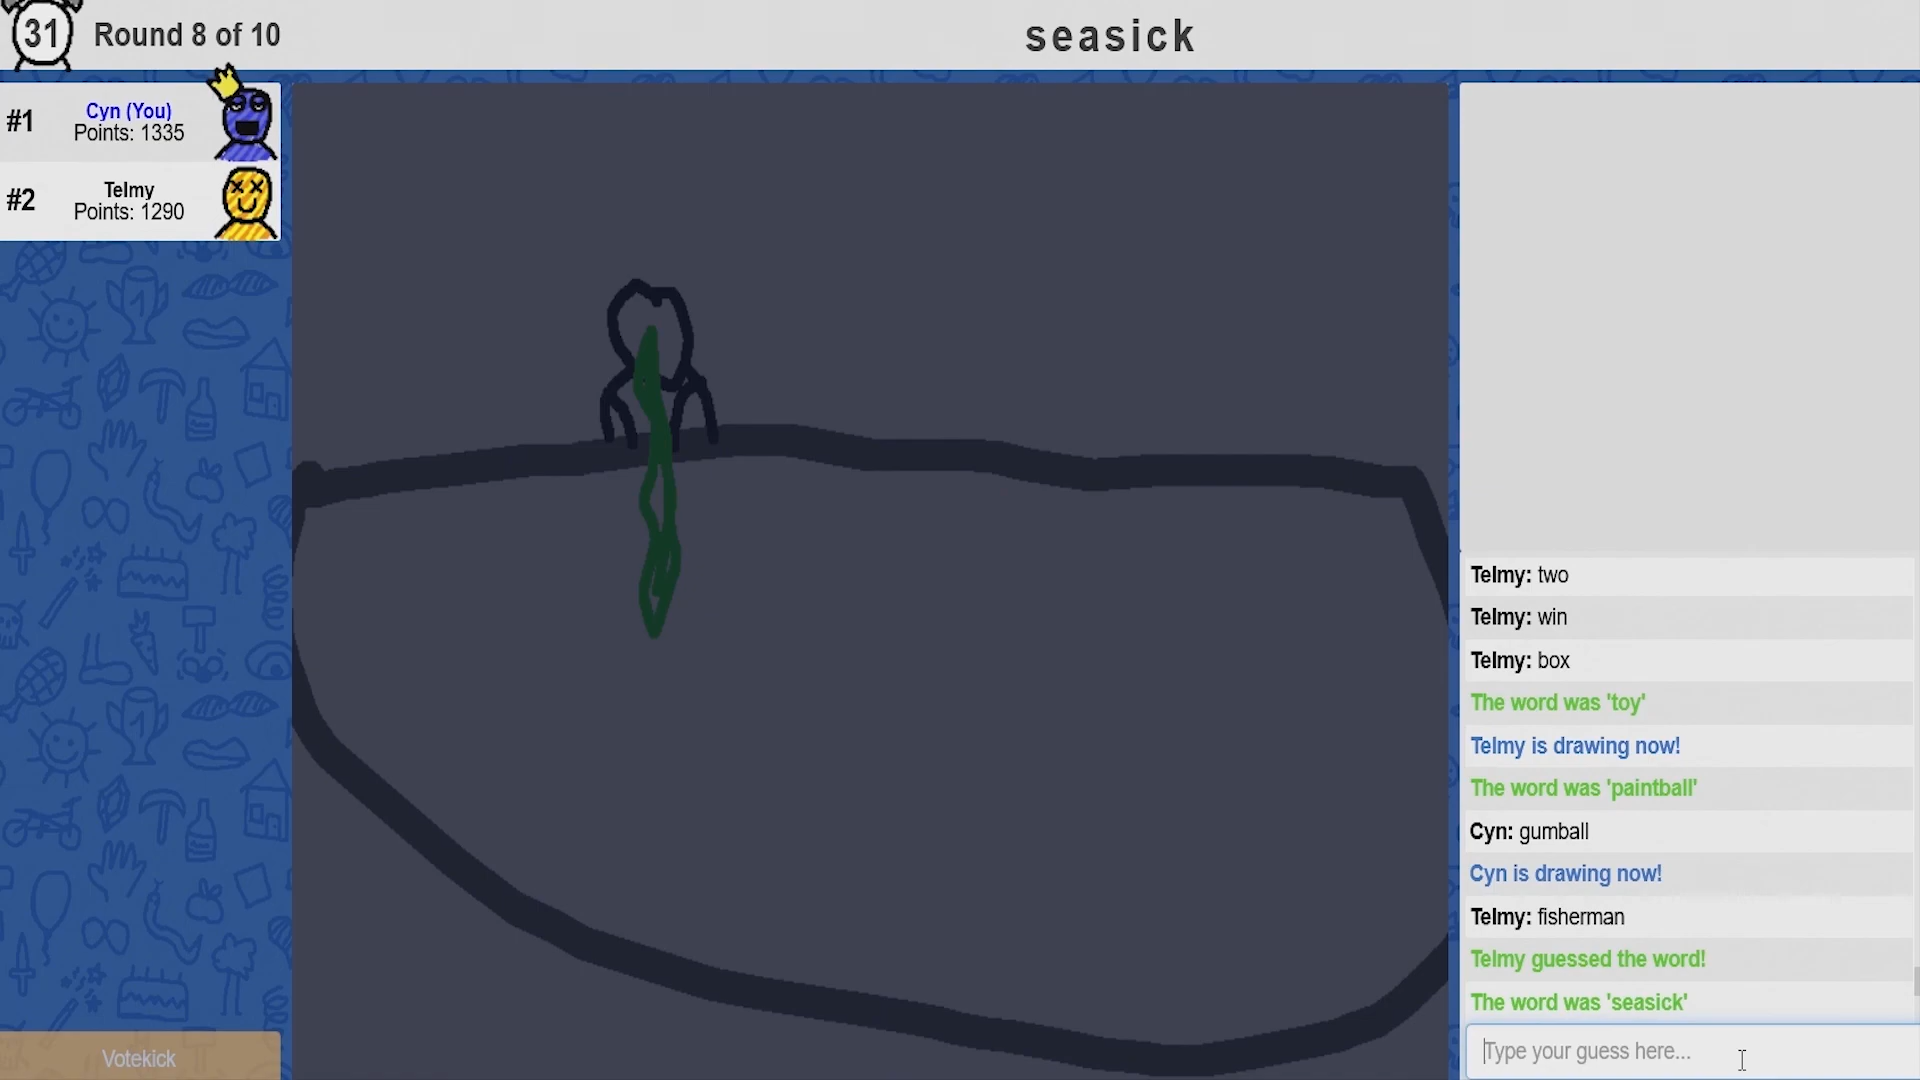 31
Round 8 of 10
seasick
#1
Cyn (You)
Points: 1335
#2
Telmy
Points: 1290
Votekick
Telmy: two
Telmy: win
Telmy: box
The word was 'toy'
Telmy is drawing now!
The word was 'paintball'
Cyn: gumball
Cyn is drawing now!
Telmy: fisherman
Telmy guessed the word!
The word was 'seasick'
Type your guess here...